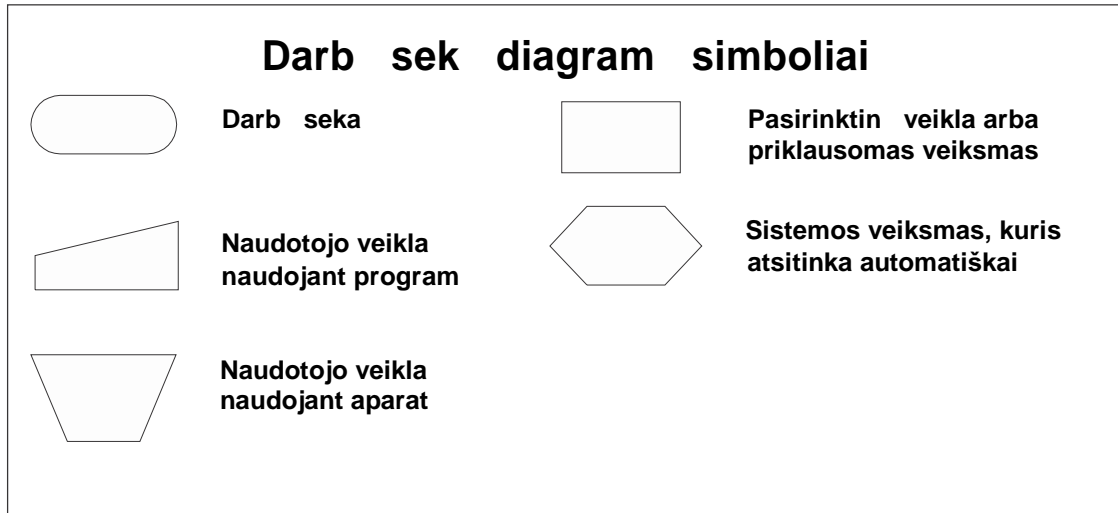 Darb sek diagram simboliai
Darb seka
Naudotojo veikla
naudojant program
Naudotojo veikla
naudojant aparat
Pasirinktin veikla arba
priklausomas veiksmas
Sistemos veiksmas, kuris
atsitinka automatiškai